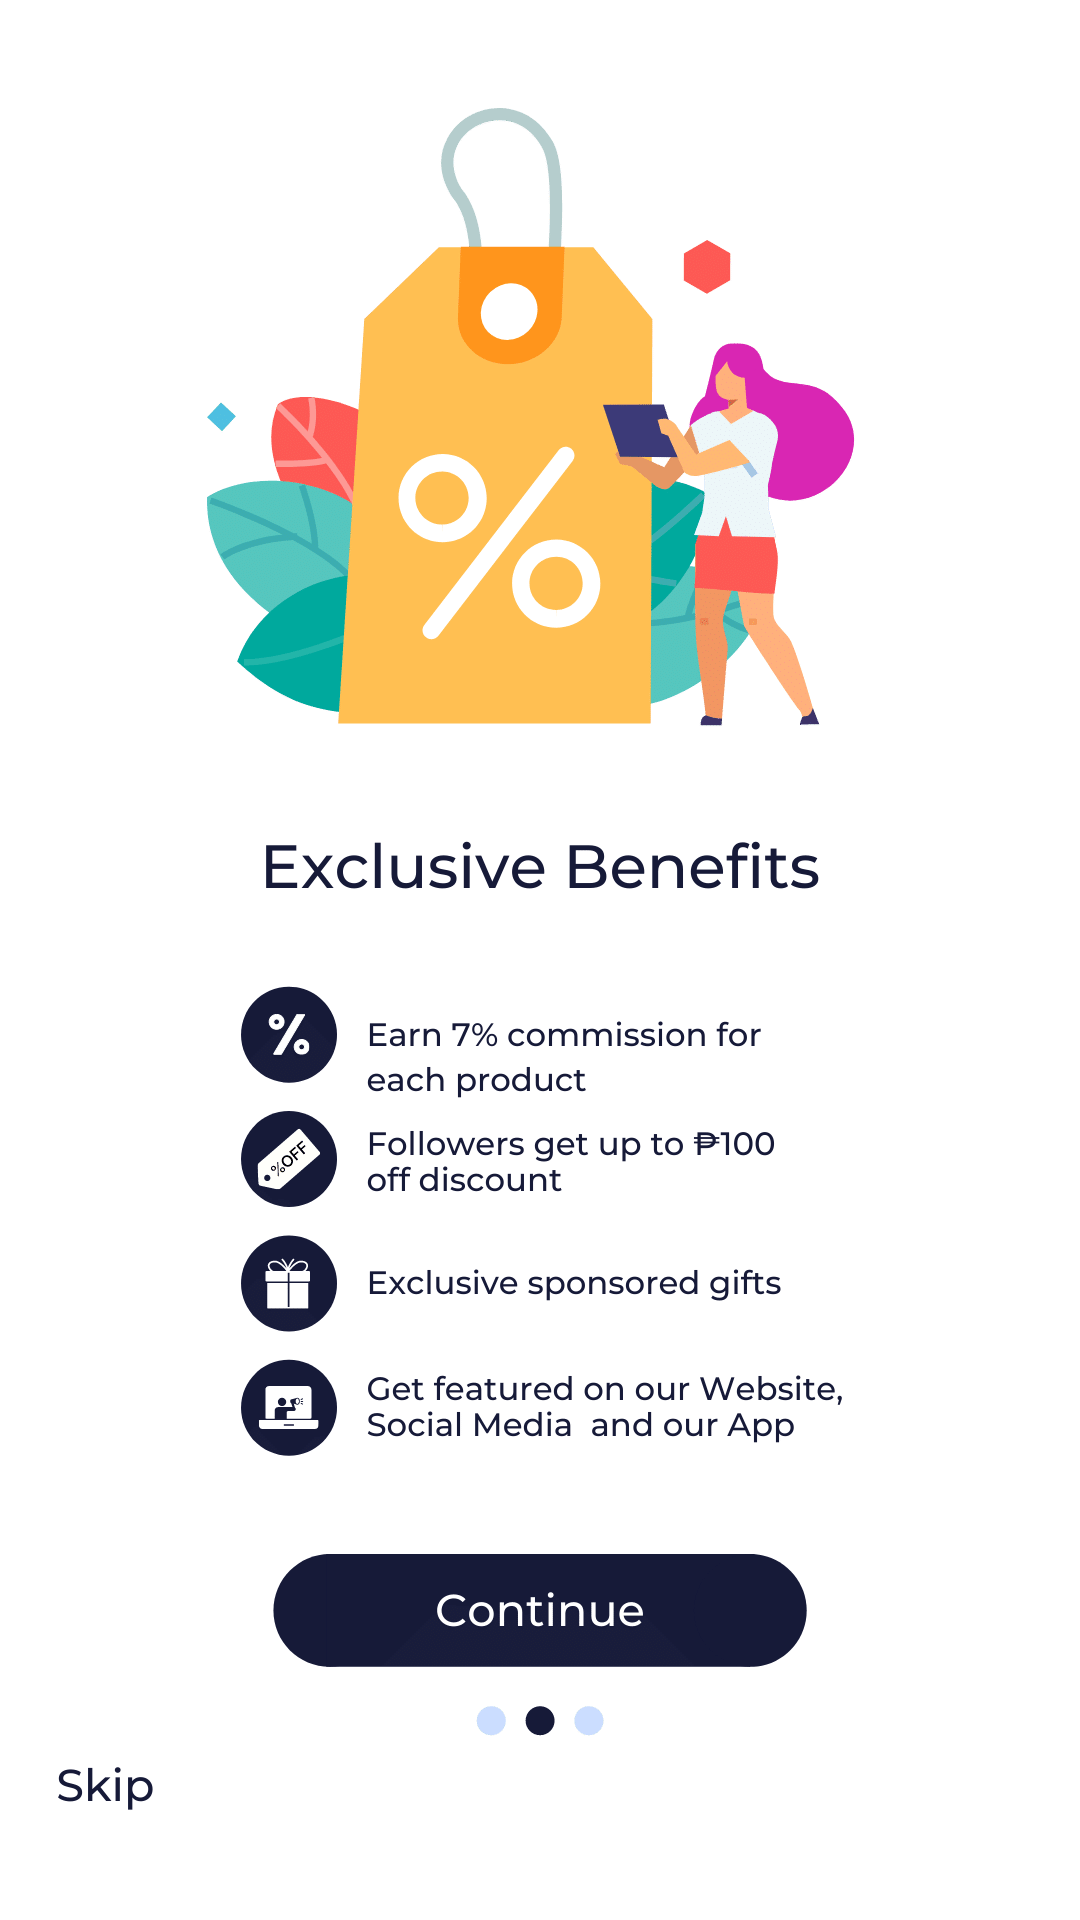 %
Exclusive Benefits
%
Earn 7% commission for
each product
%OFF
Followers get up to ₱100
off discount
Exclusive sponsored gifts
Get featured on our Website,
Social Media  and our App
Continue
Skip